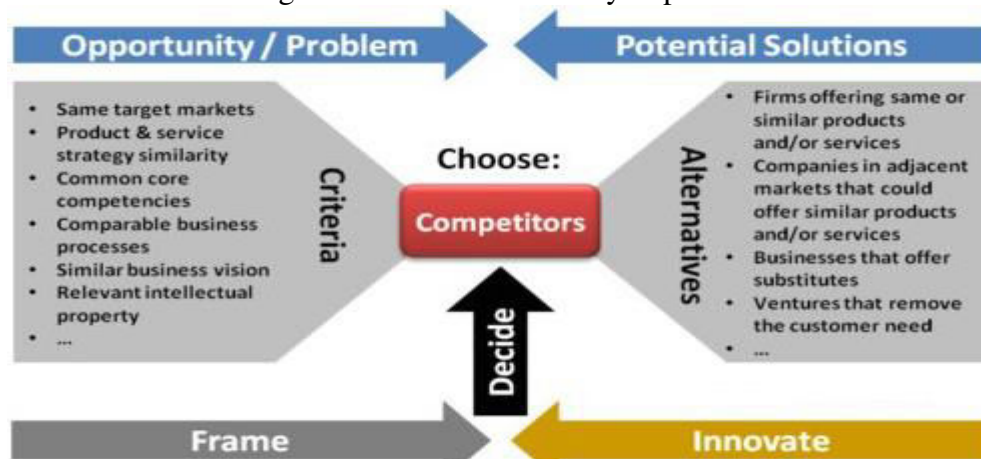 Opportunity / Problem
Potential Solutions
• Same target markets
• Product & service
strategy similarity
• Common core
competencies
• Comparable business
processes
• Similar business vision
• Relevant intellectual
property
• ...
Criteria
Choose:
Competitors
Decide
Alternatives
• Firms offering same or
similar products
and/or services
• Companies in adjacent
markets that could
offer similar products
and/or services
• Businesses that offer
substitutes
• Ventures that remove
the customer need
• ...
Frame
Innovate